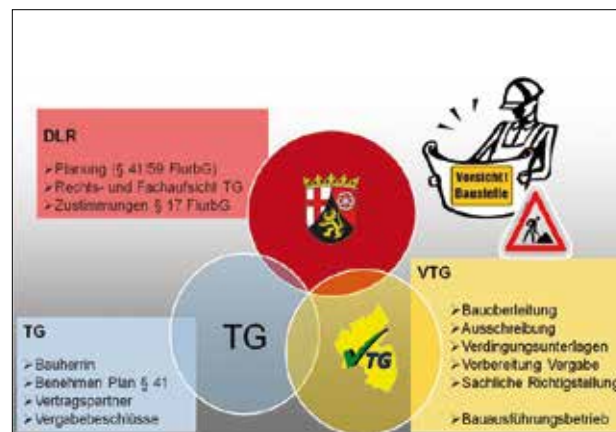 DLR
➢Planung (§ 41/59 FlurbG)
➢Rechts- und Fachaufsicht TG
➢Zustimmungen § 17 FlurbG
Vorsicht!
Baustelle
TG
VTG
TG
➢Bauherrin
➢Benehmen Plan § 41
➢Vertragspartner
➢Vergabebeschlüsse
VTG
➢Bauoberleitung
➢Ausschreibung
➢Verdingungsunterlagen
➢Vorbereitung Vergabe
➢Sachliche Richtigstellung
➢Bauausführungsbetrieb